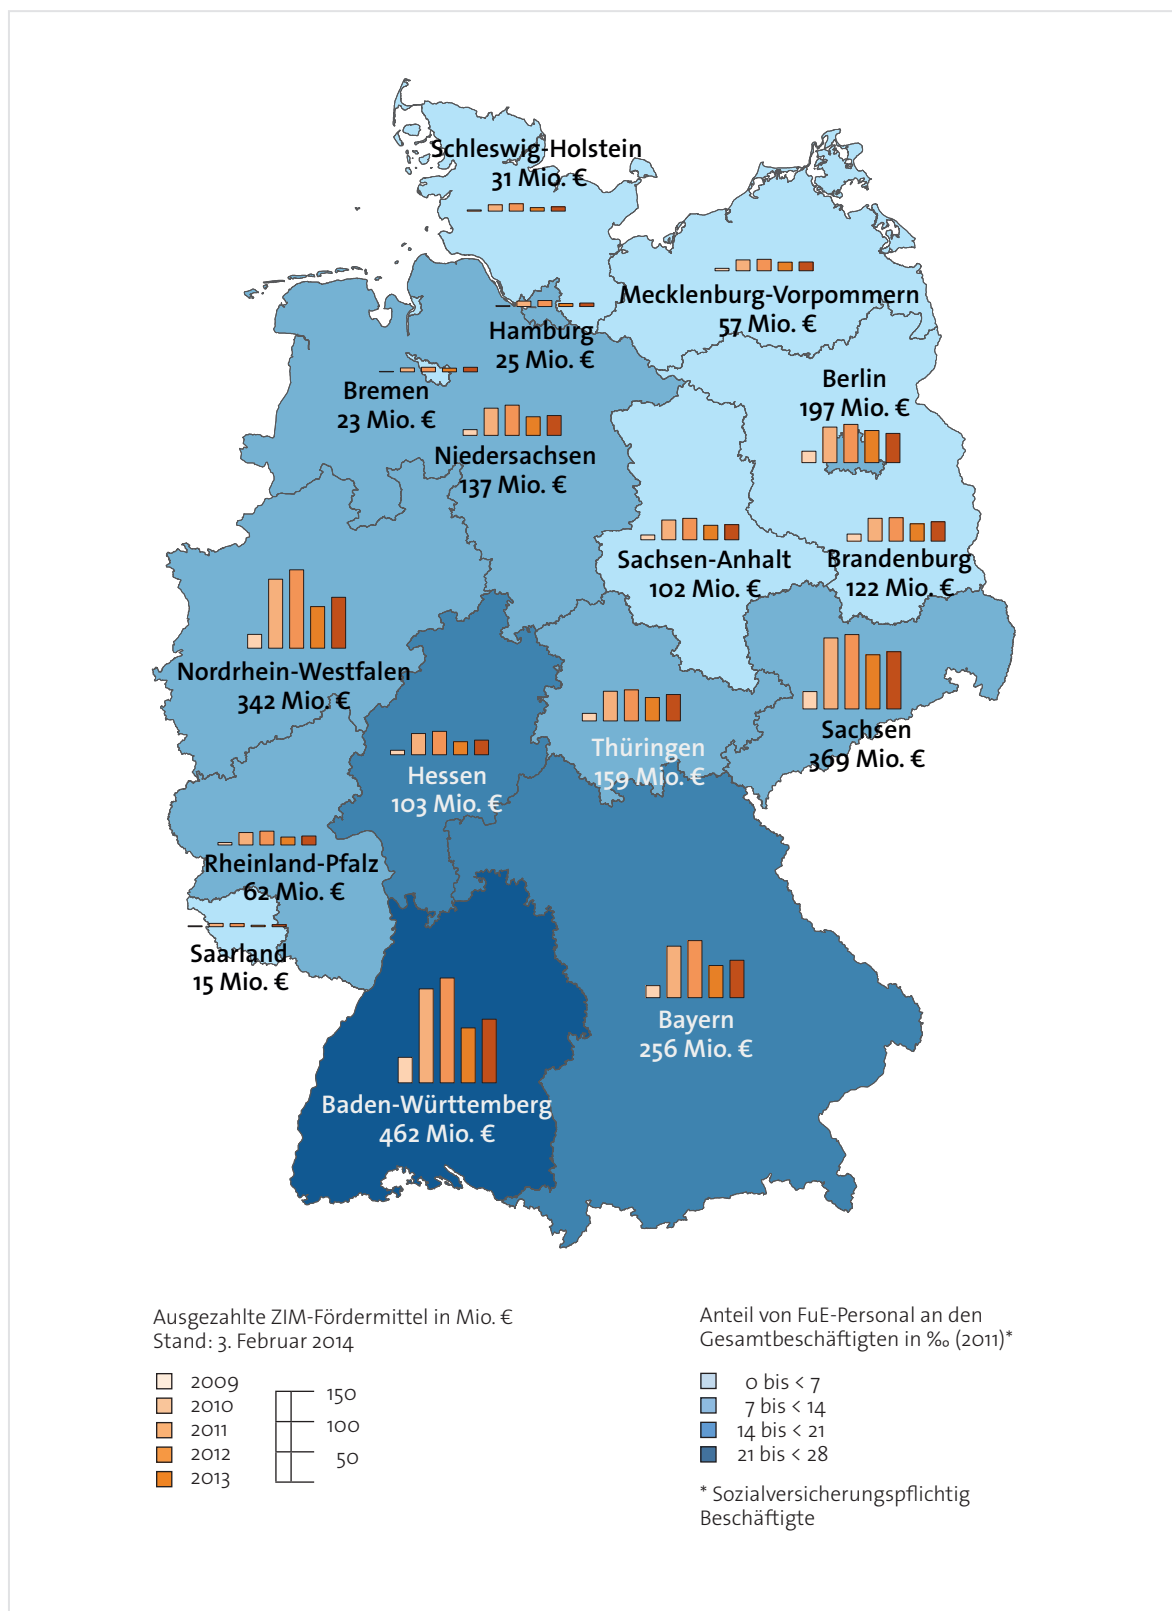 Schleswig-Holstein
31 Mio. €
Mecklenburg-Vorpommern
57 Mio. €
Hamburg
25 Mio. €
Bremen
23 Mio. €
Berlin
197 Mio. €
Niedersachsen
137 Mio. €
Sachsen-Anhalt
102 Mio. €
Brandenburg
122 Mio. €
Nordrhein-Westfalen
342 Mio. €
Sachsen
369 Mio. €
Thüringen
159 Mio. €
Hessen
103 Mio. €
Rheinland-Pfalz
62 Mio. €
Saarland
15 Mio. €
Bayern
256 Mio. €
Baden-Württemberg
462 Mio. €
Ausgezahlte ZIM-Fördermittel in Mio. €
Stand: 3. Februar 2014
2009
2010
2011
2012
2013
150
100
50
Anteil von FuE-Personal an den
Gesamtbeschäftigten in ‰ (2011)*
0 bis < 7
7 bis < 14
14 bis < 21
21 bis < 28
* Sozialversicherungspflichtig
Beschäftigte